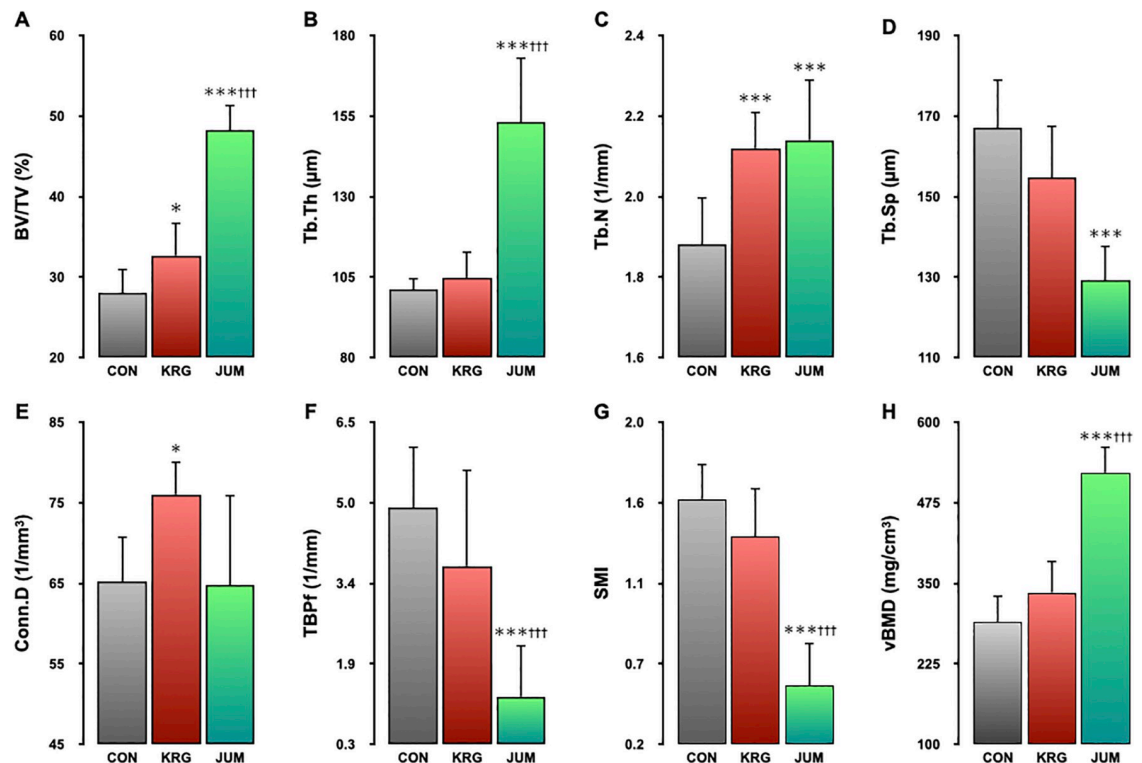 A
BV/TV (%)
60
50
40
30
20
*
***†††
CON KRG JUM
B
Tb.Th (μm)
180
155
130
105
80
***†††
CON KRG JUM
C
Tb.N (1/mm)
2.4
2.2
2.0
1.8
1.6
***
***
CON KRG JUM
D
Tb.Sp (μm)
190
170
150
130
110
***
CON KRG JUM
E
Conn.D (1/mm³)
85
75
65
55
45
*
CON KRG JUM
F
TBPf (1/mm)
6.5
5.0
3.4
1.9
0.3
***†††
CON KRG JUM
G
SMI
2.0
1.6
1.1
0.7
0.2
***†††
CON KRG JUM
H
vBMD (mg/cm³)
600
475
350
225
100
***†††
CON KRG JUM